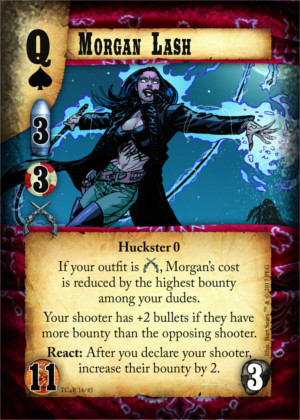 Q
MORGAN LASH
3
3
Huckster 0
If your outfit is , Morgan's cost
is reduced by the highest bounty
among your dudes.
Your shooter has +2 bullets if they have
more bounty than the opposing shooter.
React: After you declare your shooter,
increase their bounty by 2.
11
3